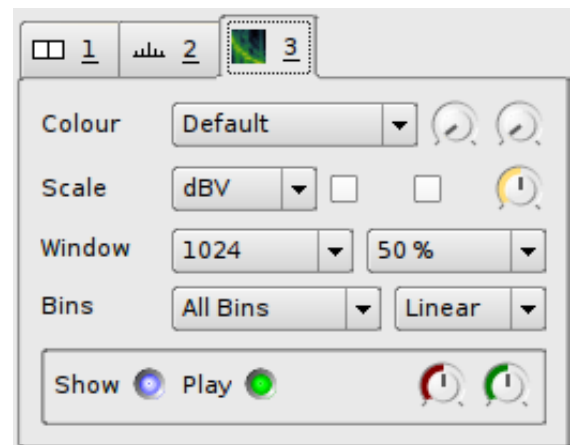 1 2 3
Colour Default
Scale dBV
Window 1024 50 %
Bins All Bins Linear
Show Play